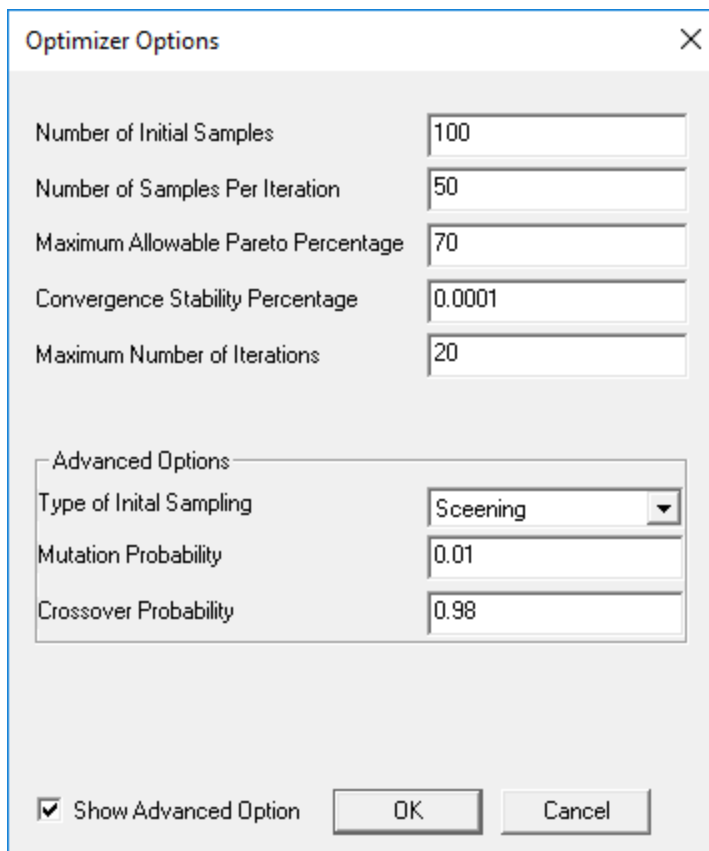 Optimizer Options
Number of Initial Samples 100
Number of Samples Per Iteration 50
Maximum Allowable Pareto Percentage 70
Convergence Stability Percentage 0.0001
Maximum Number of Iterations 20
Advanced Options
Type of Inital Sampling Sceening
Mutation Probability 0.01
Crossover Probability 0.98
Show Advanced Option OK Cancel